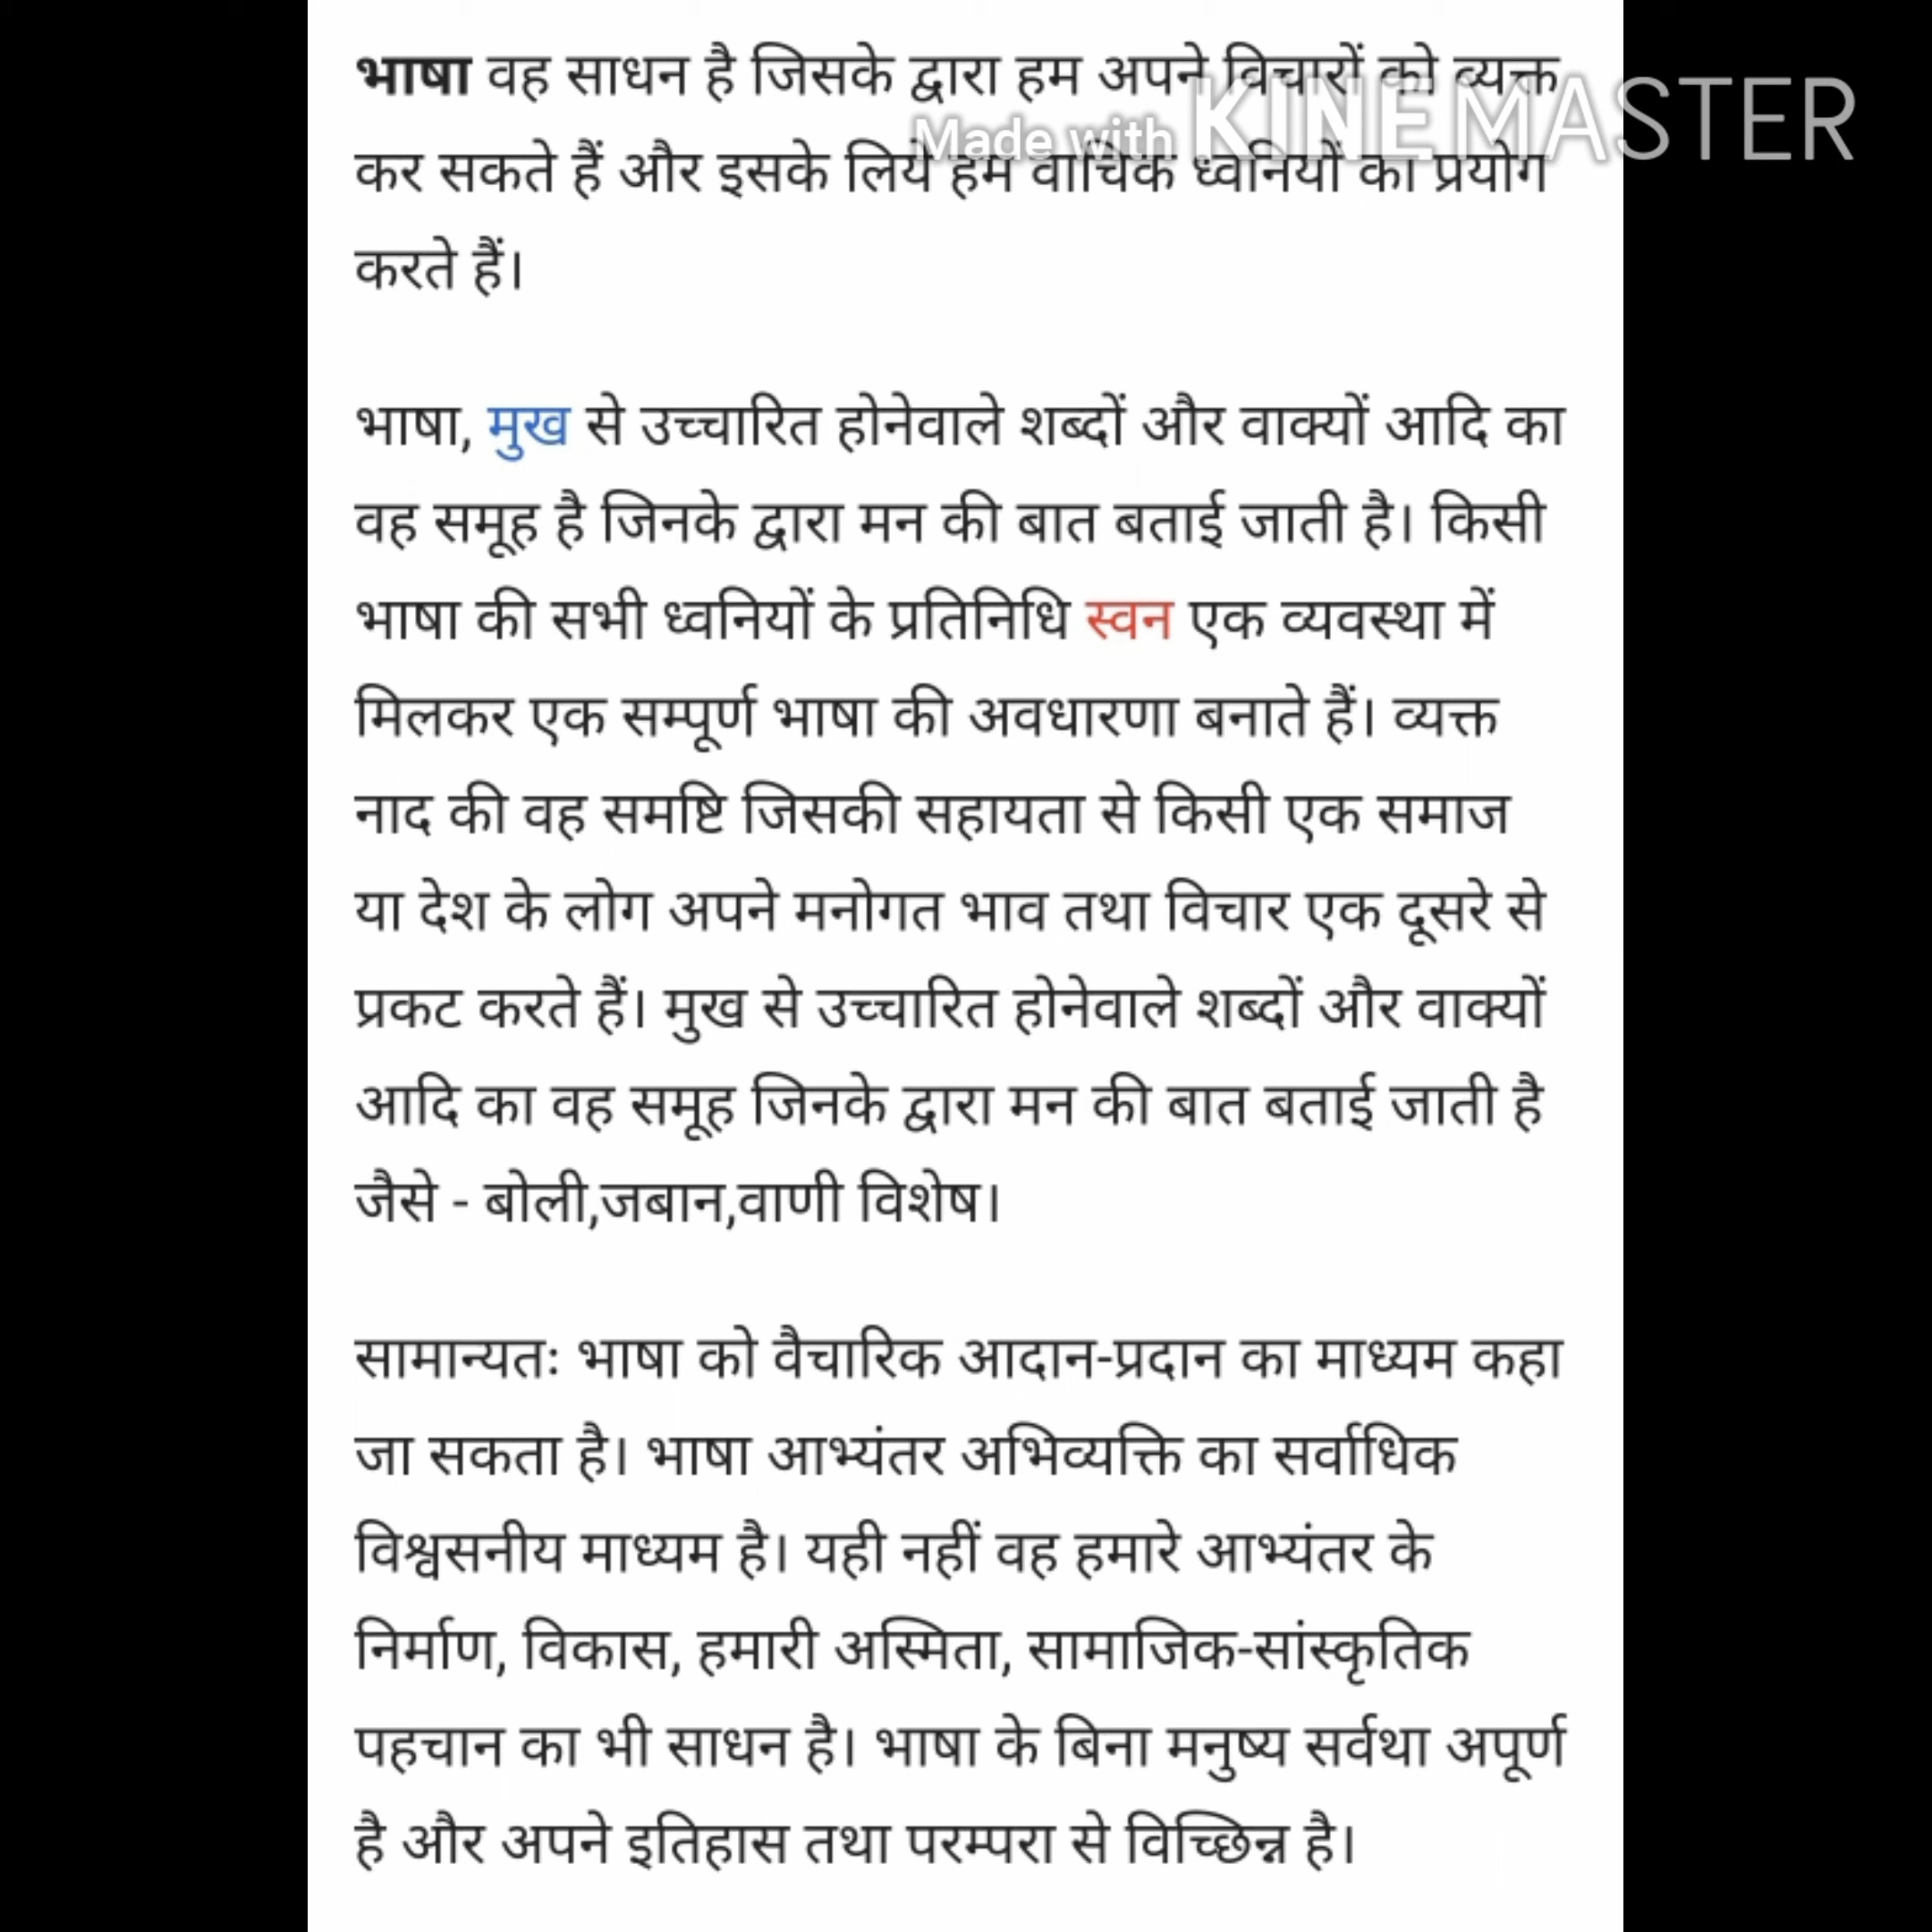 भाषा वह साधन है जिसके द्वारा हम अपने विचारों को व्यक्त
Made with KINEMASTER
कर सकते हैं और इसके लिये हम वाचिक ध्वनियों का प्रयोग
करते हैं।
भाषा, मुख से उच्चारित होनेवाले शब्दों और वाक्यों आदि का
वह समूह है जिनके द्वारा मन की बात बताई जाती है। किसी
भाषा की सभी ध्वनियों के प्रतिनिधि स्वन एक व्यवस्था में
मिलकर एक सम्पूर्ण भाषा की अवधारणा बनाते हैं। व्यक्त
नाद की वह समष्टि जिसकी सहायता से किसी एक समाज
या देश के लोग अपने मनोगत भाव तथा विचार एक दूसरे से
प्रकट करते हैं। मुख से उच्चारित होनेवाले शब्दों और वाक्यों
आदि का वह समूह जिनके द्वारा मन की बात बताई जाती है
जैसे - बोली,जबान,वाणी विशेष।
सामान्यतः भाषा को वैचारिक आदान-प्रदान का माध्यम कहा
जा सकता है। भाषा आभ्यंतर अभिव्यक्ति का सर्वाधिक
विश्वसनीय माध्यम है। यही नहीं वह हमारे आभ्यंतर के
निर्माण, विकास, हमारी अस्मिता, सामाजिक-सांस्कृतिक
पहचान का भी साधन है। भाषा के बिना मनुष्य सर्वथा अपूर्ण
है और अपने इतिहास तथा परम्परा से विच्छिन्न है।